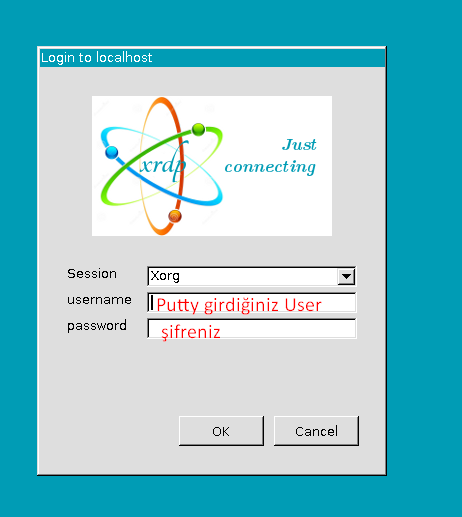 Login to localhost
xrdp
Just
connecting
Session
Xorg
username
Putty girdiğiniz User
password
şifreniz
OK
Cancel